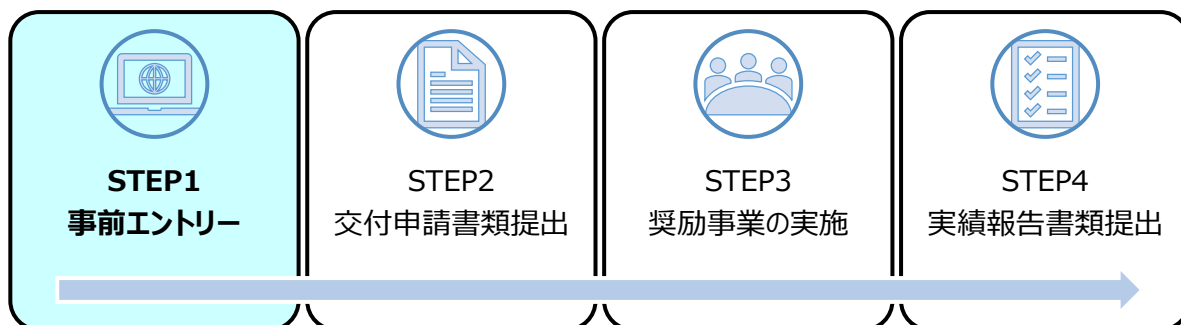 STEP1
事前エントリー
STEP2
交付申請書類提出
STEP3
奨励事業の実施
STEP4
実績報告書類提出